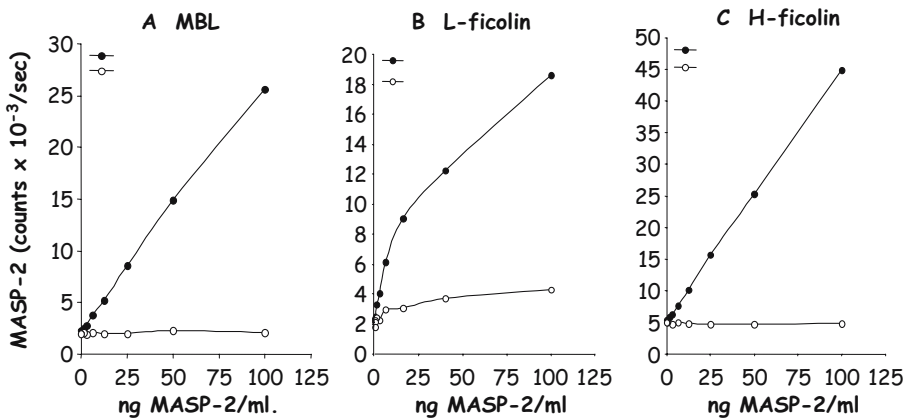 A MBL
B L-ficolin
C H-ficolin
MASP-2 (counts x 10⁻³/sec)
30
25
20
15
10
5
0
0 25 50 75 100 125
ng MASP-2/ml.
20
18
16
14
12
10
8
6
4
2
0
0 25 50 75 100 125
ng MASP-2/ml
50
45
40
35
30
25
20
15
10
5
0
0 25 50 75 100 125
ng MASP-2/ml